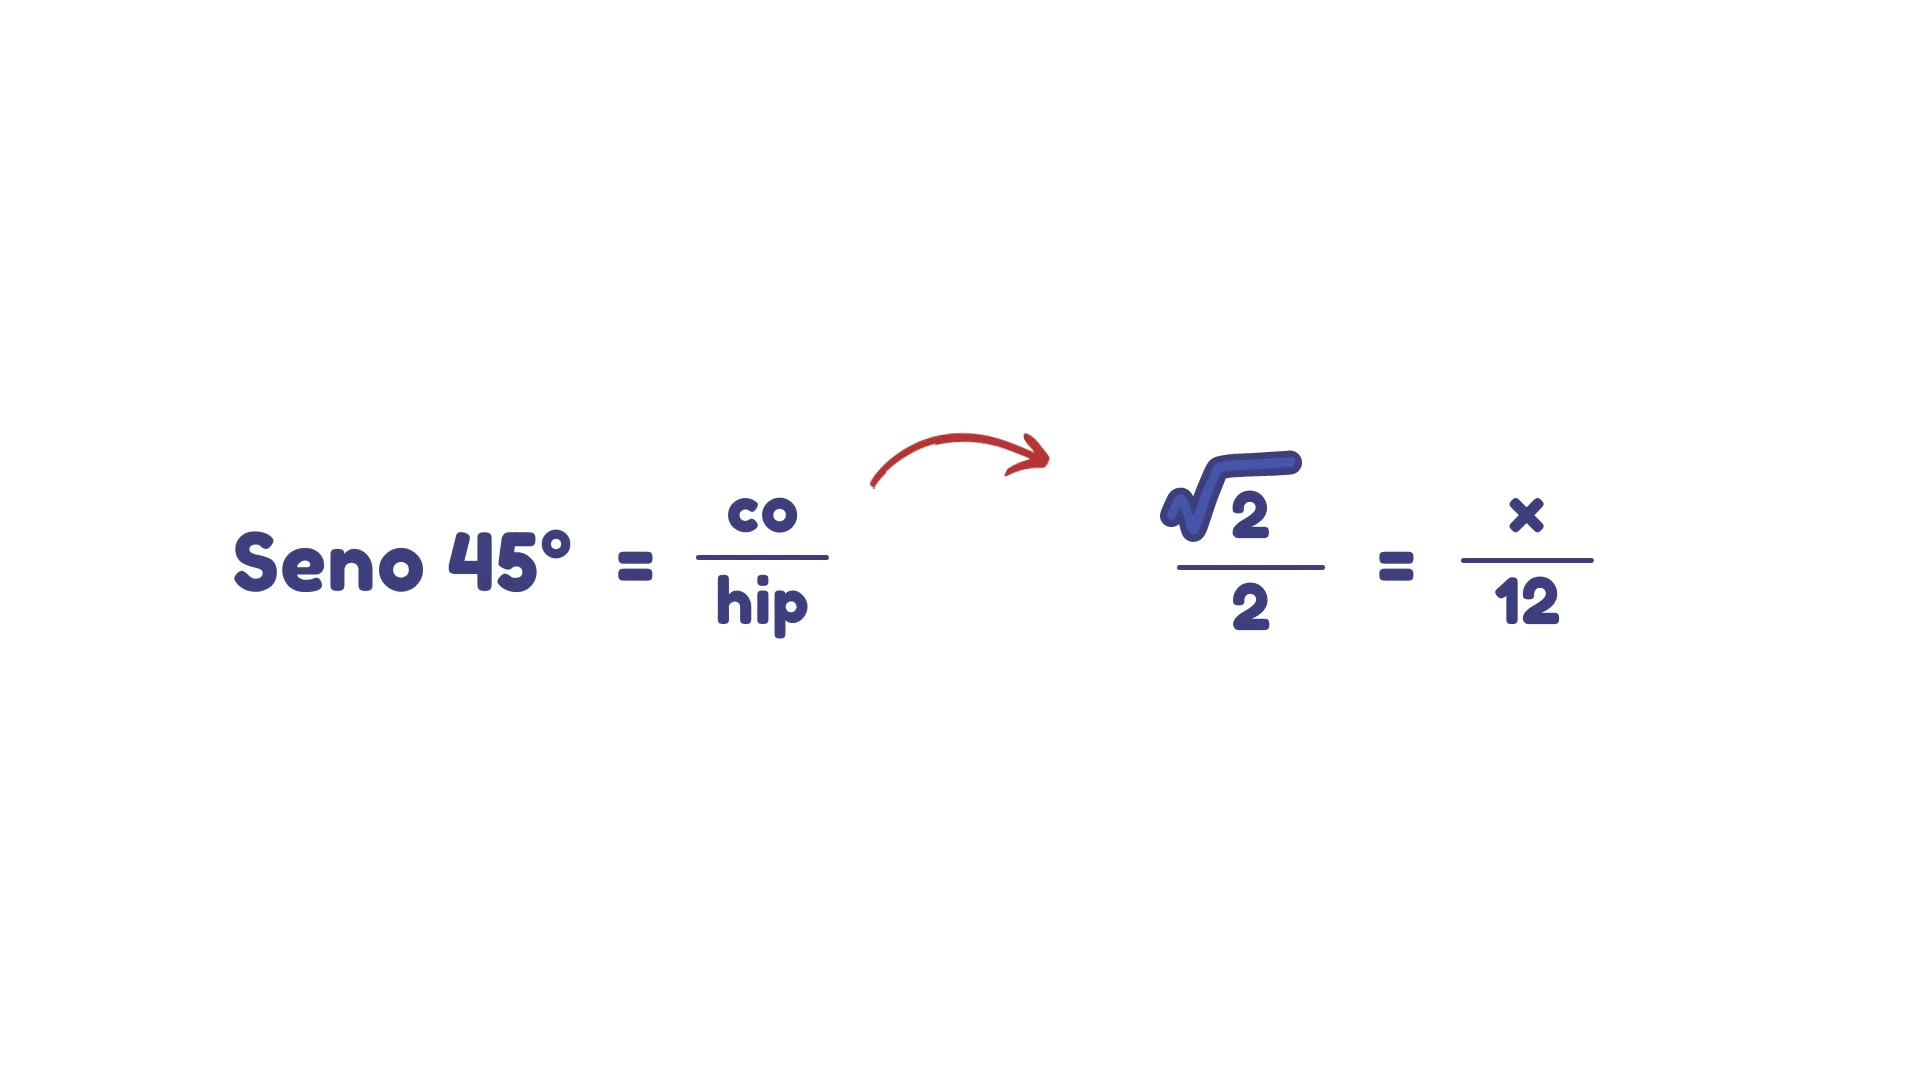 Seno 45° = co/hip
√2/2 = x/12